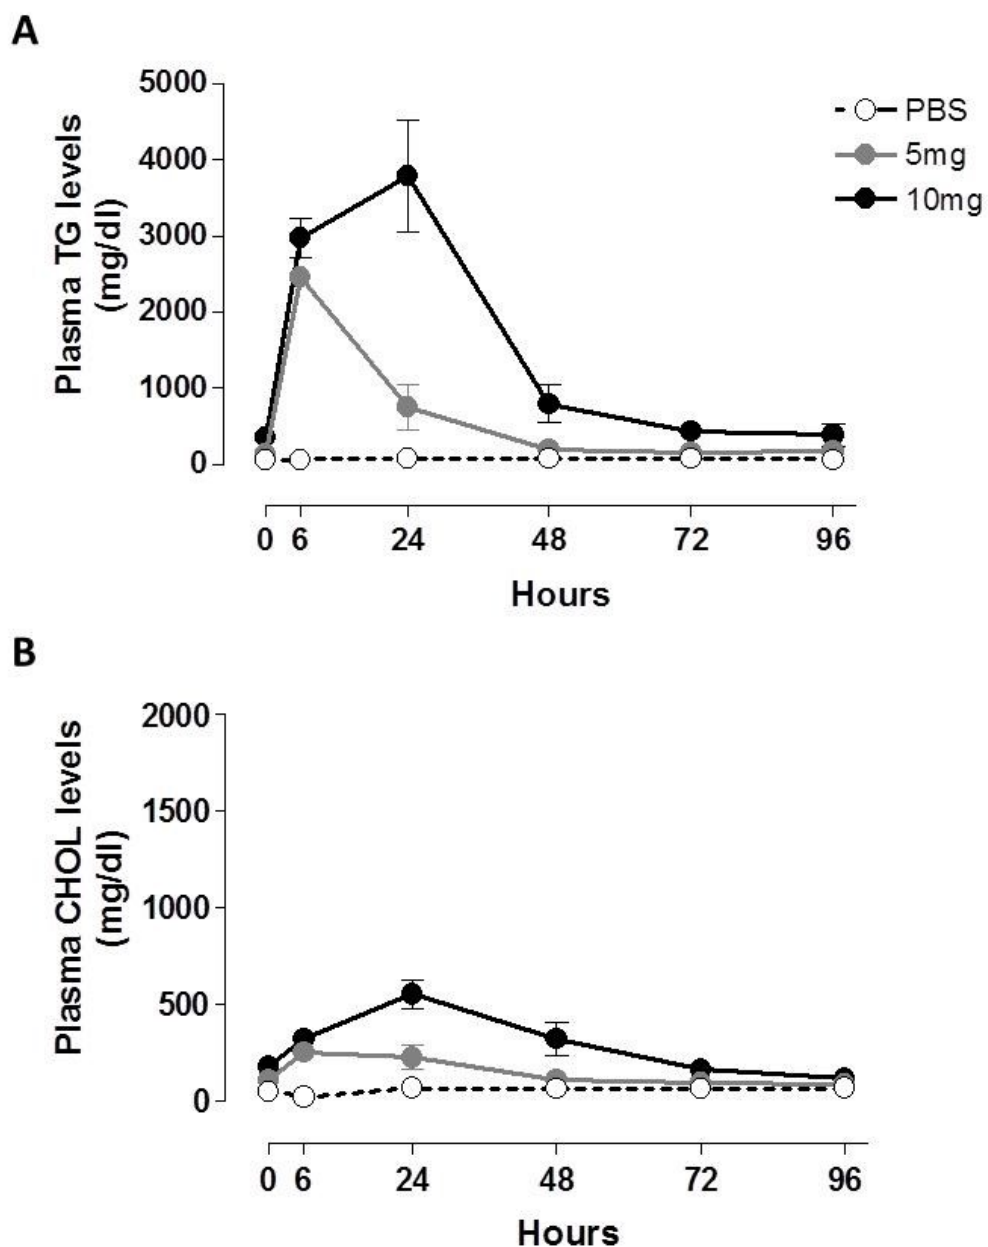 A
Plasma TG levels
(mg/dl)
5000
4000
3000
2000
1000
0
PBS
5mg
10mg
0 6 24 48 72 96
Hours
B
Plasma CHOL levels
(mg/dl)
2000
1500
1000
500
0
0 6 24 48 72 96
Hours